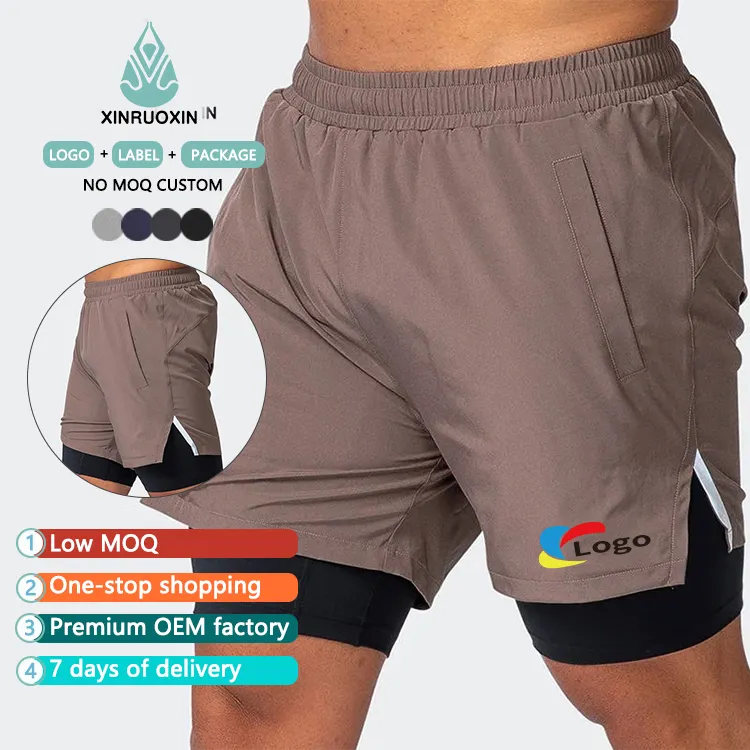 XINRUOXIN IN
LOGO + LABEL + PACKAGE
NO MOQ CUSTOM
1 Low MOQ
2 One-stop shopping
3 Premium OEM factory
4 7 days of delivery
Logo